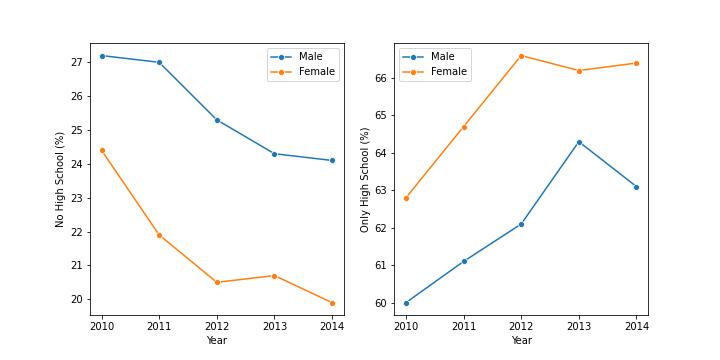 No High School (%)
27
26
25
24
23
22
21
20
2010 2011 2012 2013 2014
Year
Male
Female
Only High School (%)
66
65
64
63
62
61
60
2010 2011 2012 2013 2014
Year
Male
Female